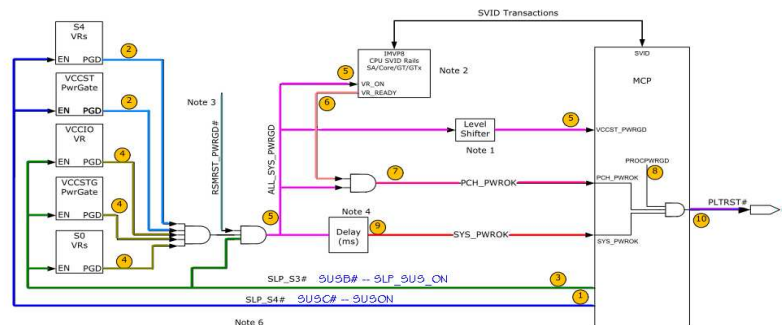 SVID Transactions
S4
VRs
EN PGD
2
VCCST
PwrGate
EN PGD
2
VCCIO
VR
EN PGD
4
VCCSTG
PwrGate
EN PGD
4
S0
VRs
EN PGD
4
Note 3
RSMRST_PWRGD#
ALL_SYS_PWRGD
5
5
IMVP8
CPU SVID Rails
SA/Core/GT/GTx
VR_ON
VR_READY
6
Note 2
Level
Shifter
Note 1
5
7
PCH_PWROK
Note 4
Delay
(ms)
9
SYS_PWROK
SVID
MCP
VCCST_PWRGD
PROCPWRGD
8
PCH_PWROK
SYS_PWROK
PLTRST#
10
SLP_S3# SUSB# -- SLP_SUS_ON
3
SLP_S4# SUSC# -- SUSON
1
Note 6